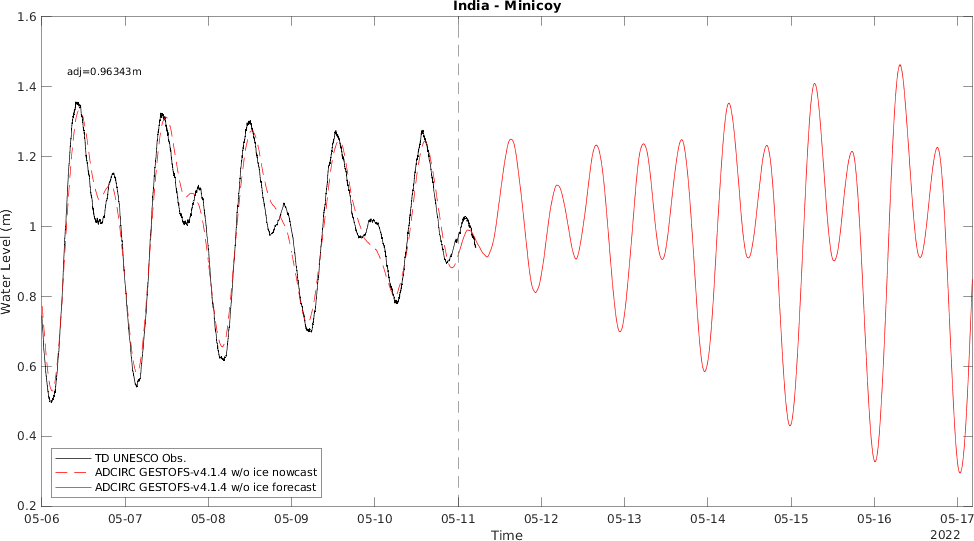 India - Minicoy
1.6
1.4
1.2
1
0.8
0.6
0.4
0.2
Water Level (m)
adj=0.96343m
TD UNESCO Obs.
ADCIRC GESTOFS-v4.1.4 w/o ice nowcast
ADCIRC GESTOFS-v4.1.4 w/o ice forecast
05-06 05-07 05-08 05-09 05-10 05-11 05-12 05-13 05-14 05-15 05-16 05-17
Time
2022